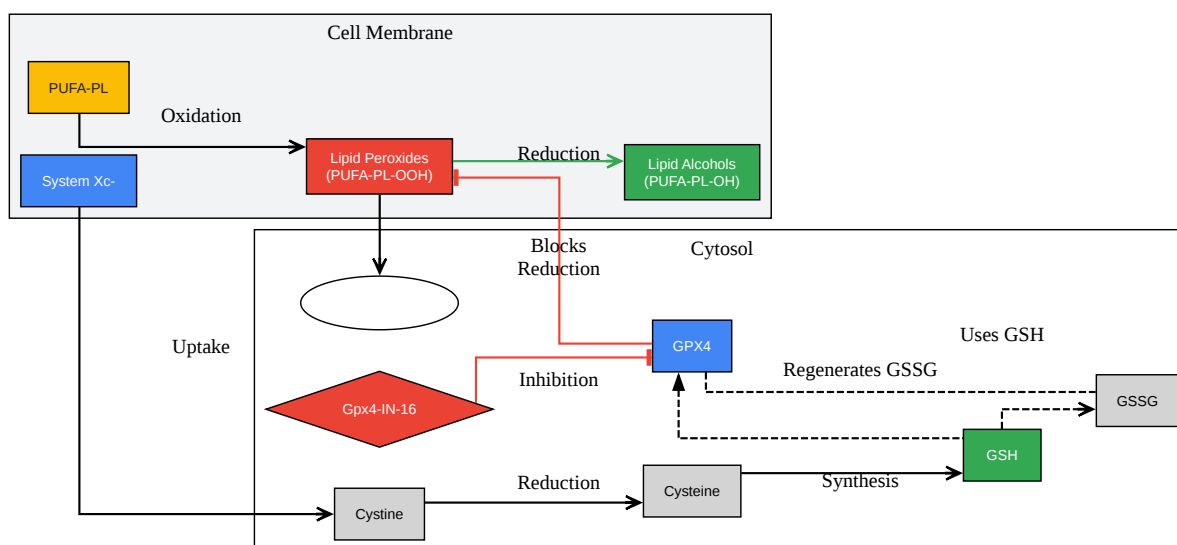 Cell Membrane
PUFA-PL
Oxidation
Lipid Peroxides
(PUFA-PL-OOH)
Reduction
Lipid Alcohols
(PUFA-PL-OH)
System Xc-
Blocks
Reduction
Cytosol
Uptake
GPX4
Uses GSH
Inhibition
Regenerates GSSG
Gpx4-IN-16
GSSG
GSH
Reduction
Cysteine
Synthesis
Cystine